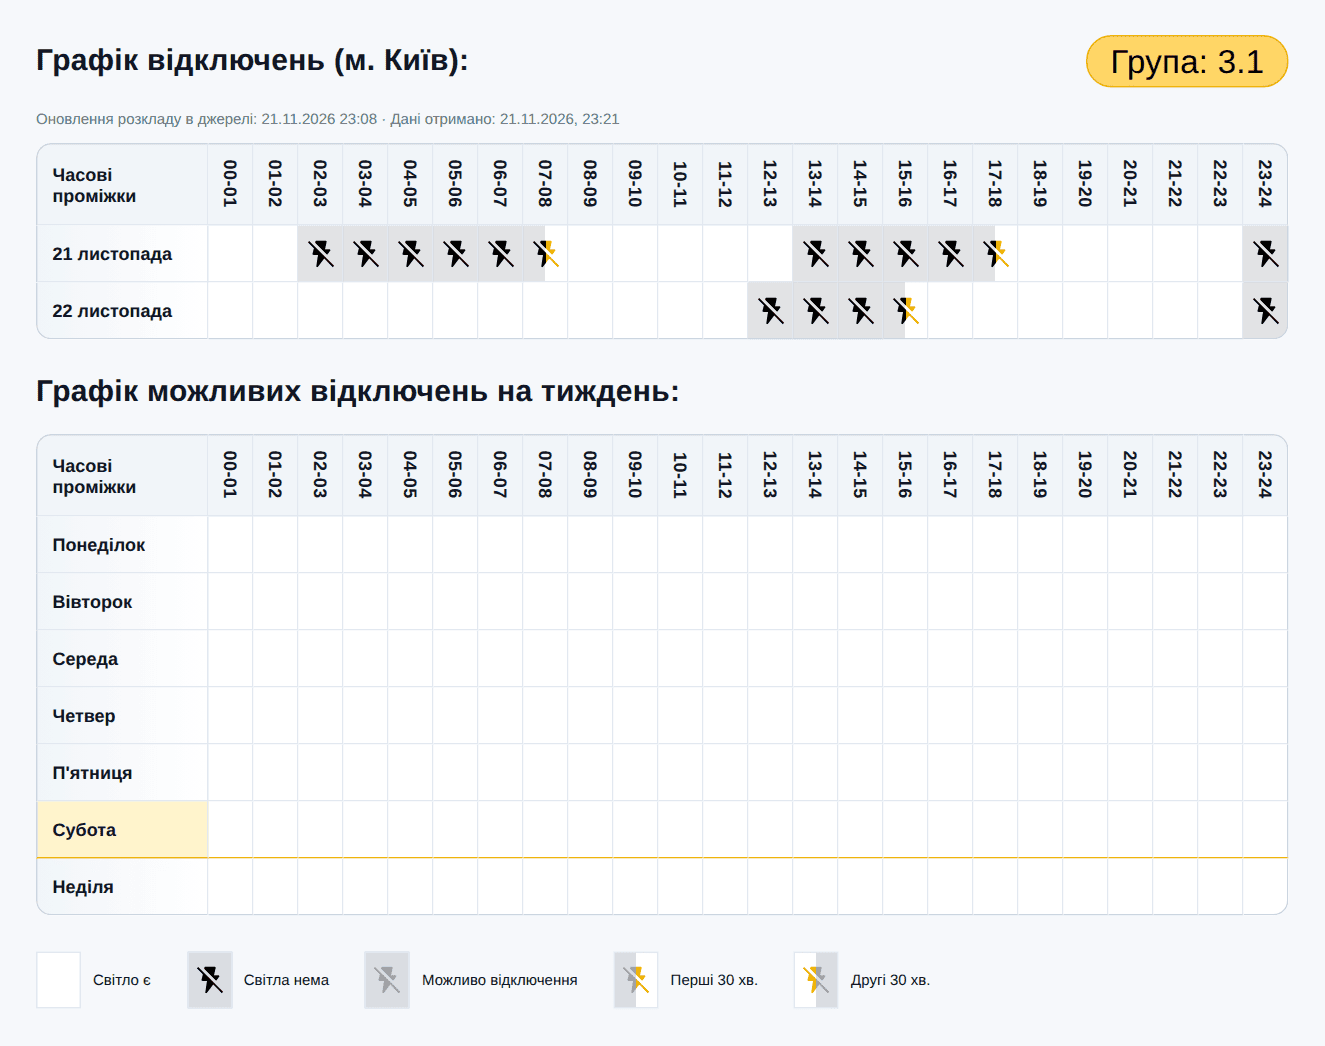 Графік відключень (м. Київ):
Група: 3.1
Оновлення розкладу в джерелі: 21.11.2026 23:08 · Дані отримано: 21.11.2026, 23:21
Часові проміжки 00-01 01-02 02-03 03-04 04-05 05-06 06-07 07-08 08-09 09-10 10-11 11-12 12-13 13-14 14-15 15-16 16-17 17-18 18-19 19-20 20-21 21-22 22-23 23-24
21 листопада
22 листопада
Графік можливих відключень на тиждень:
Часові проміжки 00-01 01-02 02-03 03-04 04-05 05-06 06-07 07-08 08-09 09-10 10-11 11-12 12-13 13-14 14-15 15-16 16-17 17-18 18-19 19-20 20-21 21-22 22-23 23-24
Понеділок
Вівторок
Середа
Четвер
П'ятниця
Субота
Неділя
Світло є Світла нема Можливо відключення Перші 30 хв. Другі 30 хв.